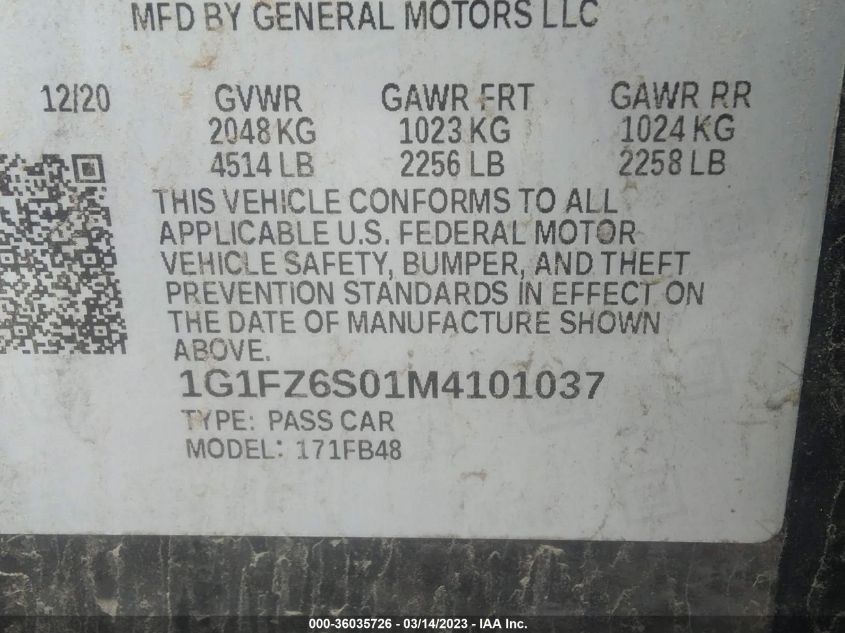 MFD BY GENERAL MOTORS LLC
12/20 GVWR GAWR FRT GAWR RR
2048 KG 1023 KG 1024 KG
4514 LB 2256 LB 2258 LB
THIS VEHICLE CONFORMS TO ALL
APPLICABLE U.S. FEDERAL MOTOR
VEHICLE SAFETY, BUMPER, AND THEFT
PREVENTION STANDARDS IN EFFECT ON
THE DATE OF MANUFACTURE SHOWN
ABOVE.
1G1FZ6S01M4101037
TYPE: PASS CAR
MODEL: 171FB48
000-36035726 - 03/14/2023 - IAA Inc.